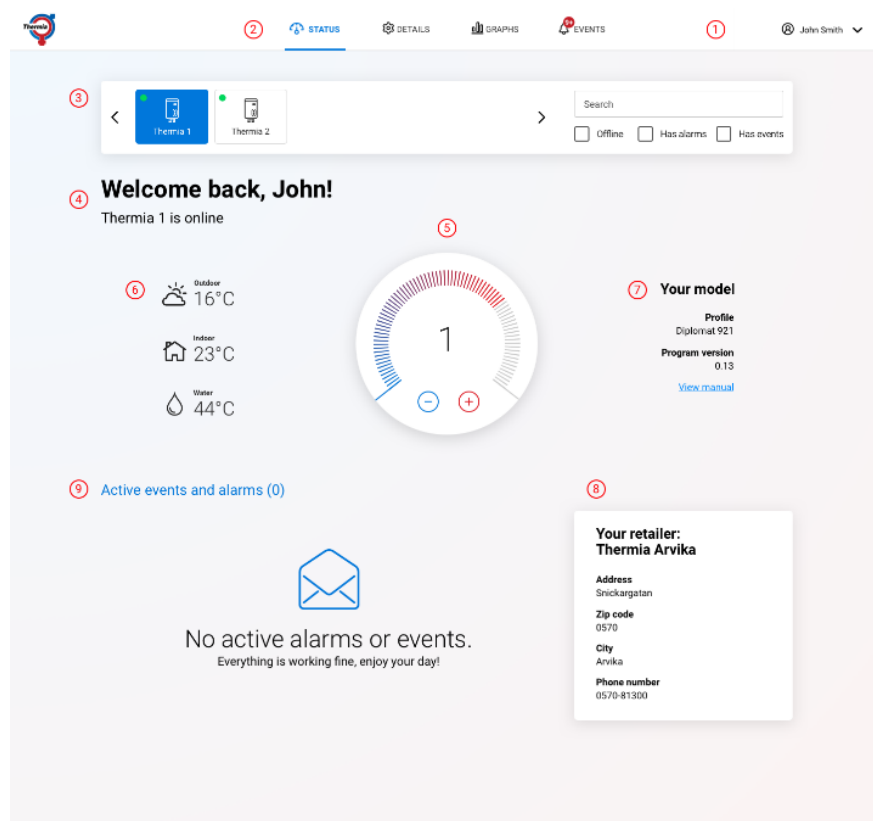 Thermia
2
STATUS
DETAILS
GRAPHS
9+
EVENTS
1
John Smith
3
Thermia 1
Thermia 2
Search
Offline
Has alarms
Has events
4
Welcome back, John!
Thermia 1 is online
5
6
Outdoor
16°C
Indoor
23°C
Water
44°C
1
7
Your model
Profile
Diplomat 921
Program version
0.13
View manual
9
Active events and alarms (0)
No active alarms or events.
Everything is working fine, enjoy your day!
8
Your retailer:
Thermia Arvika
Address
Snickargatan
Zip code
0570
City
Arvika
Phone number
0570-81300